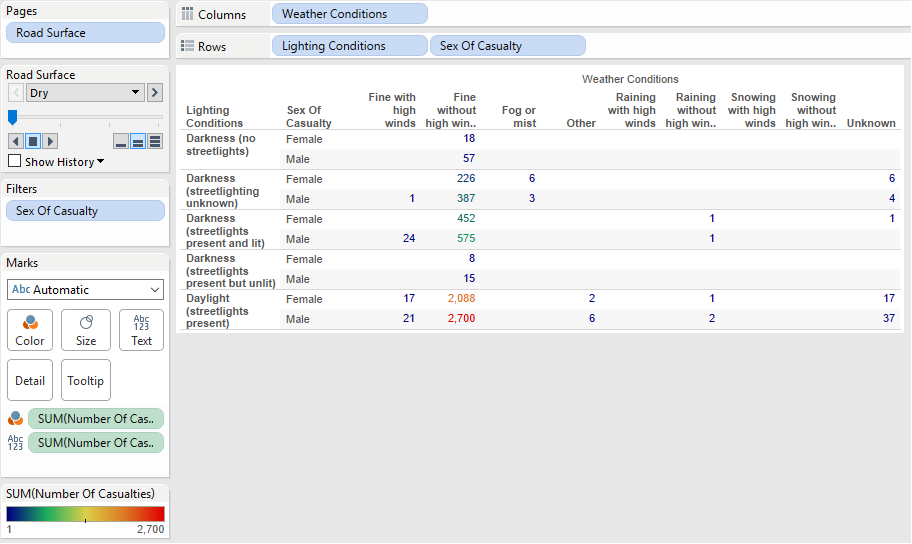 Pages
Road Surface
Road Surface
Dry
Show History
Filters
Sex Of Casualty
Marks
Abc Automatic
Color
Size
Abc
123
Text
Detail
Tooltip
SUM(Number Of Cas..
Abc
123
SUM(Number Of Cas..
SUM(Number Of Casualties)
1 2,700
Columns Weather Conditions
Rows Lighting Conditions Sex Of Casualty
Weather Conditions
Lighting
Conditions
Sex Of
Casualty
Fine with
high
winds
Fine
without
high win..
Fog or
mist
Other
Raining
with high
winds
Raining
without
high win..
Snowing
with high
winds
Snowing
without
high win..
Unknown
Darkness (no
streetlights)
Female 18
Male 57
Darkness
(streetlighting
unknown)
Female 226 6 6
Male 1 387 3 4
Darkness
(streetlights
present and lit)
Female 452 1 1
Male 24 575 1
Darkness
(streetlights
present but unlit)
Female 8
Male 15
Daylight
(streetlights
present)
Female 17 2,088 2 1 17
Male 21 2,700 6 2 37